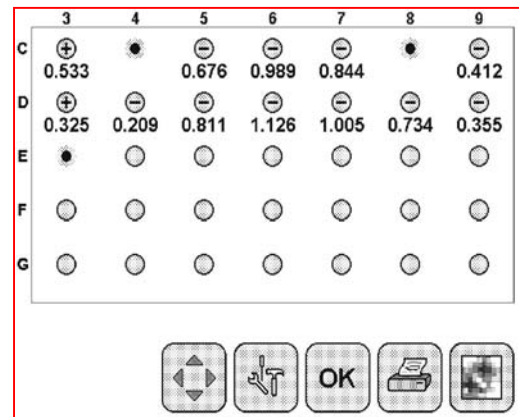 3 4 5 6 7 8 9
C + - - - -
0.533 0.676 0.989 0.844 0.412
D + - - - - - -
0.325 0.209 0.811 1.126 1.005 0.734 0.355
E
F
G
OK